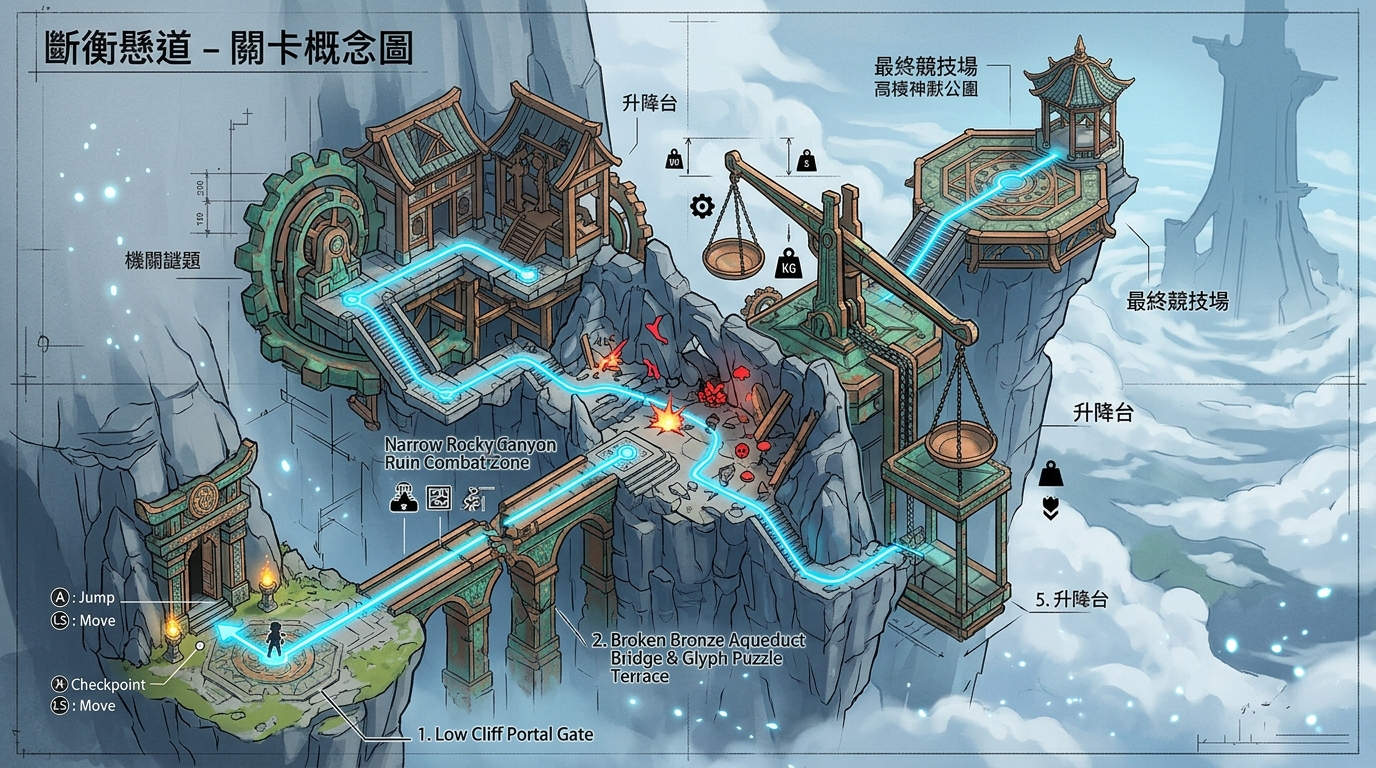 斷衡懸道 – 關卡概念圖
升降台
最終競技場
S
KG
機關謎題
最終競技場
升降台
Narrow Rocky Canyon
Ruin Combat Zone
A : Jump
LS : Move
5. 升降台
2. Broken Bronze Aqueduct
Bridge & Glyph Puzzle
Terrace
Checkpoint
LS : Move
1. Low Cliff Portal Gate